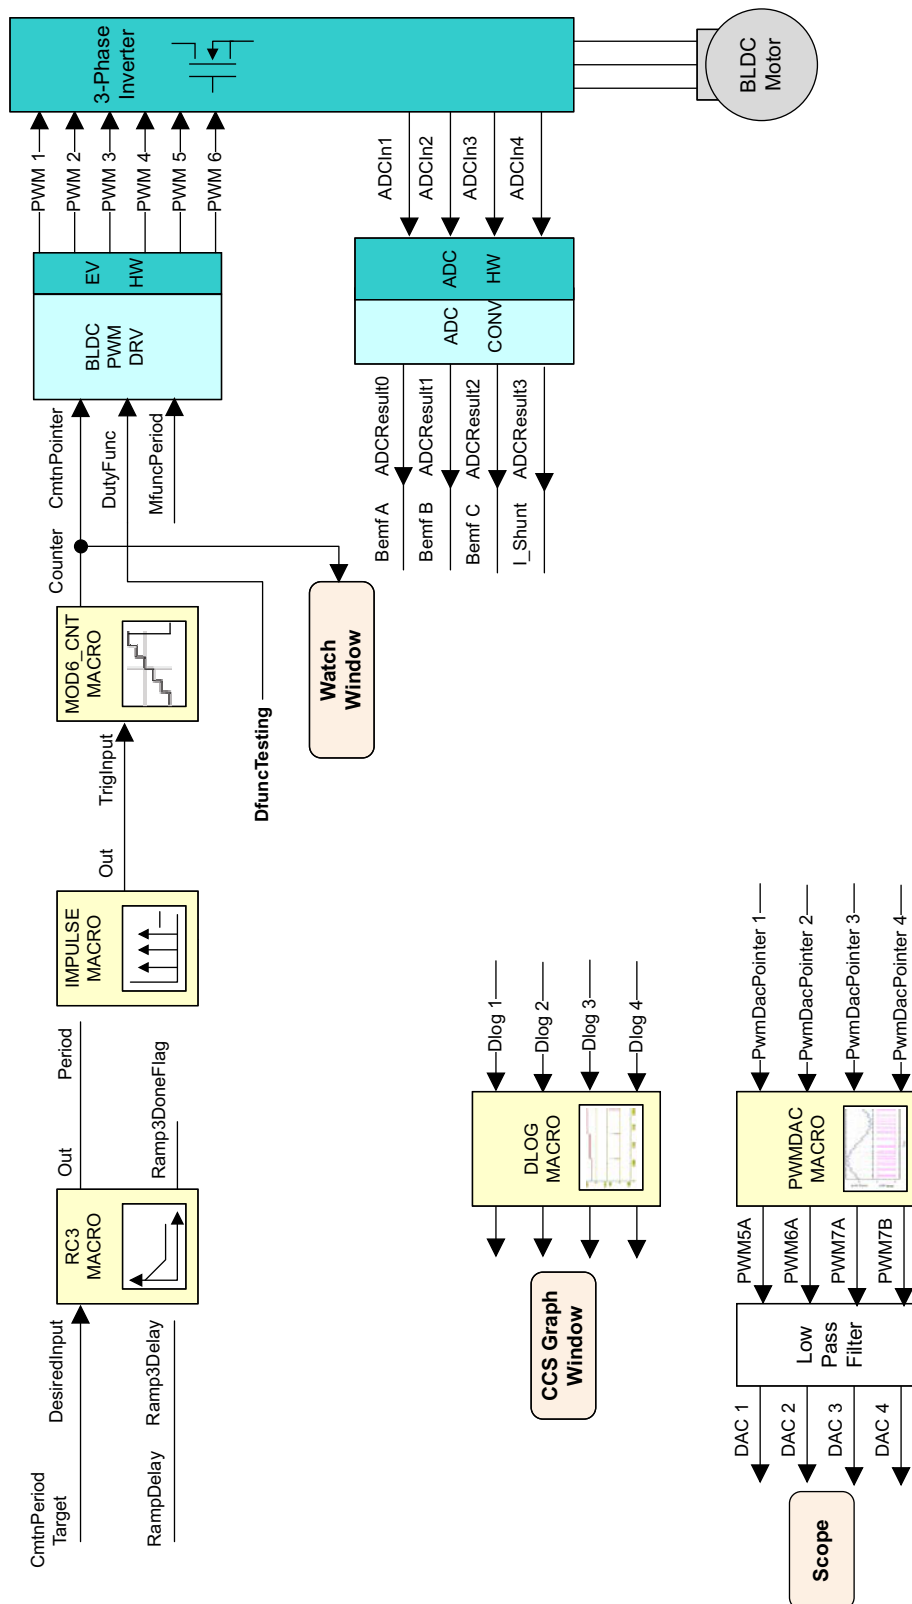 CmtnPeriod
Target
DesiredInput
RampDelay
Ramp3Delay
RC3
MACRO
Out
Period
Ramp3DoneFlag
IMPULSE
MACRO
Out
TrigInput
MOD6_CNT
MACRO
Counter
CmtnPointer
DutyFunc
MfuncPeriod
DfuncTesting
Watch
Window
BLDC
PWM
DRV
EV
HW
PWM 1
PWM 2
PWM 3
PWM 4
PWM 5
PWM 6
3-Phase
Inverter
Bemf A
Bemf B
Bemf C
I_Shunt
ADCResult0
ADCResult1
ADCResult2
ADCResult3
ADC
CONV
ADC
HW
ADCIn1
ADCIn2
ADCIn3
ADCIn4
BLDC
Motor
CCS Graph
Window
DLOG
MACRO
Dlog 1
Dlog 2
Dlog 3
Dlog 4
Scope
DAC 1
DAC 2
DAC 3
DAC 4
Low
Pass
Filter
PWM5A
PWM6A
PWM7A
PWM7B
PWMDAC
MACRO
PwmDacPointer 1
PwmDacPointer 2
PwmDacPointer 3
PwmDacPointer 4